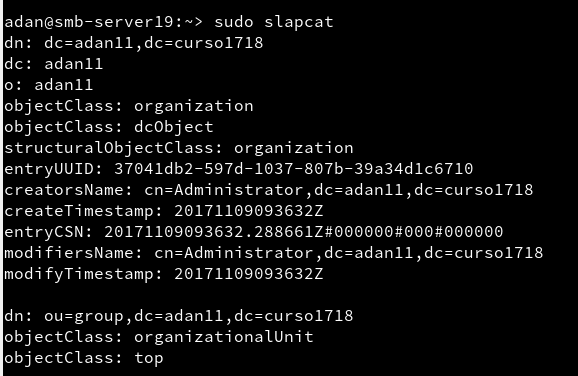 adan@smb-server19:~> sudo slapcat
dn: dc=adan11,dc=curso1718
dc: adan11
o: adan11
objectClass: organization
objectClass: dcObject
structuralObjectClass: organization
entryUUID: 37041db2-597d-1037-807b-39a34d1c6710
creatorsName: cn=Administrator,dc=adan11,dc=curso1718
createTimestamp: 20171109093632Z
entryCSN: 20171109093632.288661Z#000000#000#000000
modifiersName: cn=Administrator,dc=adan11,dc=curso1718
modifyTimestamp: 20171109093632Z
dn: ou=group,dc=adan11,dc=curso1718
objectClass: organizationalUnit
objectClass: top